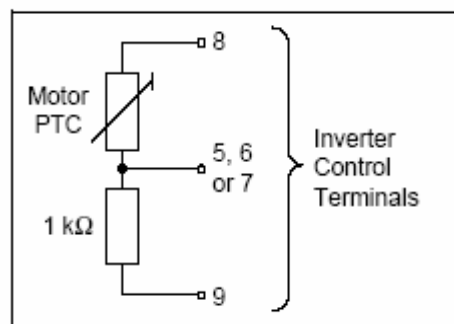 8
Motor
PTC
5, 6
or 7
Inverter
Control
Terminals
1 kΩ
9